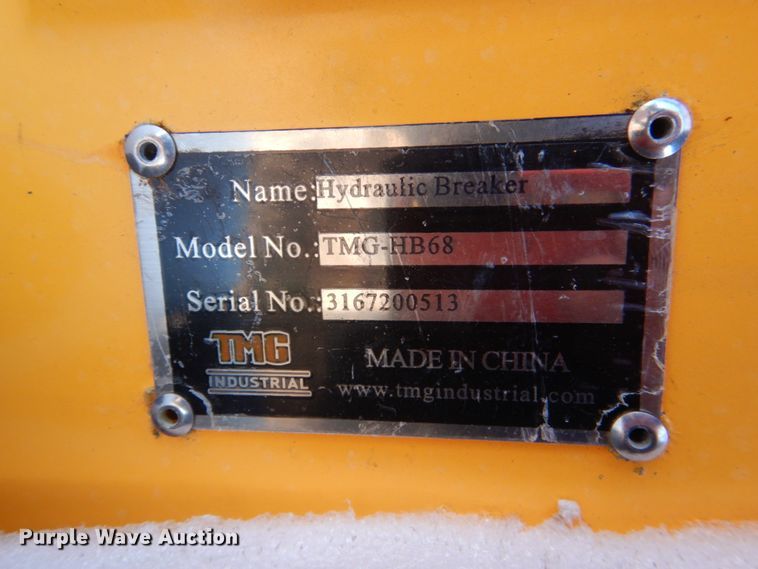 Name: Hydraulic Breaker
Model No.: TMG-HB68
Serial No.: 3167200513
TMG
INDUSTRIAL
MADE IN CHINA
www.tmgindustrial.com
Purple Wave Auction